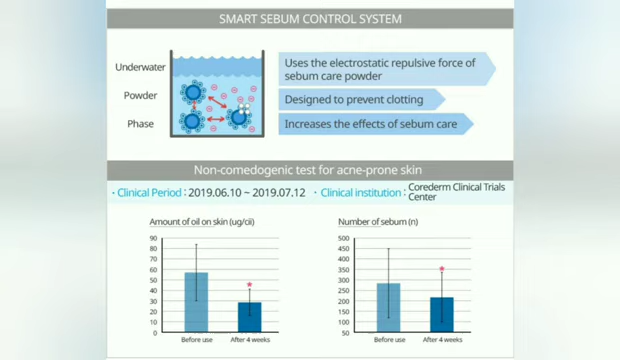 SMART SEBUM CONTROL SYSTEM
Underwater
Powder
Phase
Uses the electrostatic repulsive force of
sebum care powder
Designed to prevent clotting
Increases the effects of sebum care
Non-comedogenic test for acne-prone skin
· Clinical Period : 2019.06.10 ~ 2019.07.12 · Clinical institution : Corederm Clinical Trials
Center
Amount of oil on skin (ug/cii)
90
80
70
60
50
40
30
20
10
0
Before use After 4 weeks
*
Number of sebum (n)
500
450
400
350
300
250
200
150
100
50
Before use After 4 weeks
*